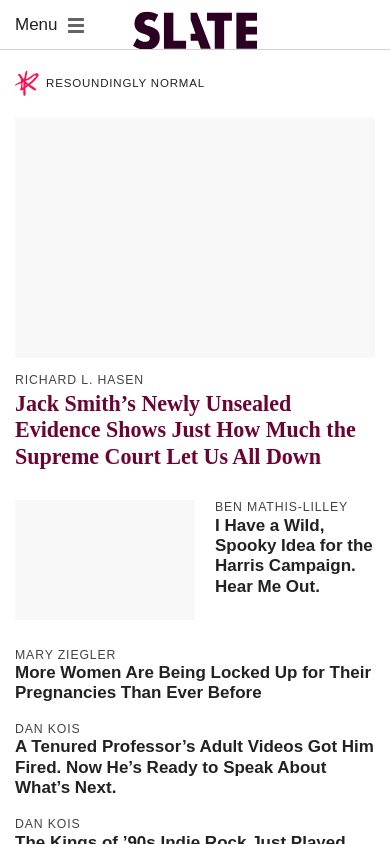 Menu
SLATE
RESOUNDINGLY NORMAL
RICHARD L. HASEN
Jack Smith’s Newly Unsealed
Evidence Shows Just How Much the
Supreme Court Let Us All Down
BEN MATHIS-LILLEY
I Have a Wild,
Spooky Idea for the
Harris Campaign.
Hear Me Out.
MARY ZIEGLER
More Women Are Being Locked Up for Their
Pregnancies Than Ever Before
DAN KOIS
A Tenured Professor’s Adult Videos Got Him
Fired. Now He’s Ready to Speak About
What’s Next.
DAN KOIS
The Kings of ’90s Indie Rock Just Played